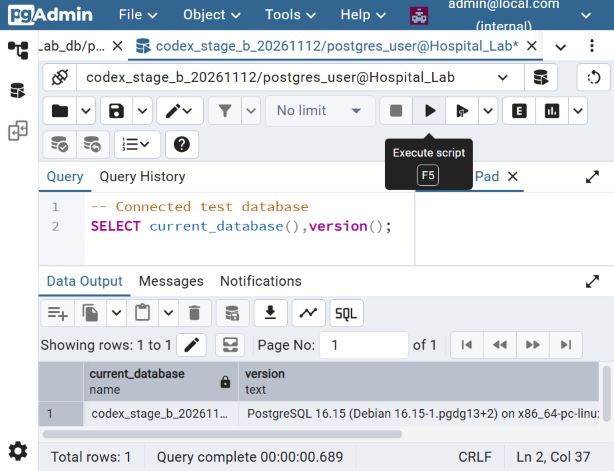 pgAdmin File Object Tools Help admin@local.com (internal)
_ab_db/p... codex_stage_b_20261112/postgres_user@Hospital_Lab*
codex_stage_b_20261112/postgres_user@Hospital_Lab
No limit
E
Execute script
F5
Query Query History Pad
1 -- Connected test database
2 SELECT current_database(),version();
Data Output Messages Notifications
SQL
Showing rows: 1 to 1 Page No: 1 of 1
current_database version
name text
1 codex_stage_b_202611... PostgreSQL 16.15 (Debian 16.15-1.pgdg13+2) on x86_64-pc-linux
Total rows: 1 Query complete 00:00:00.689 CRLF Ln 2, Col 37